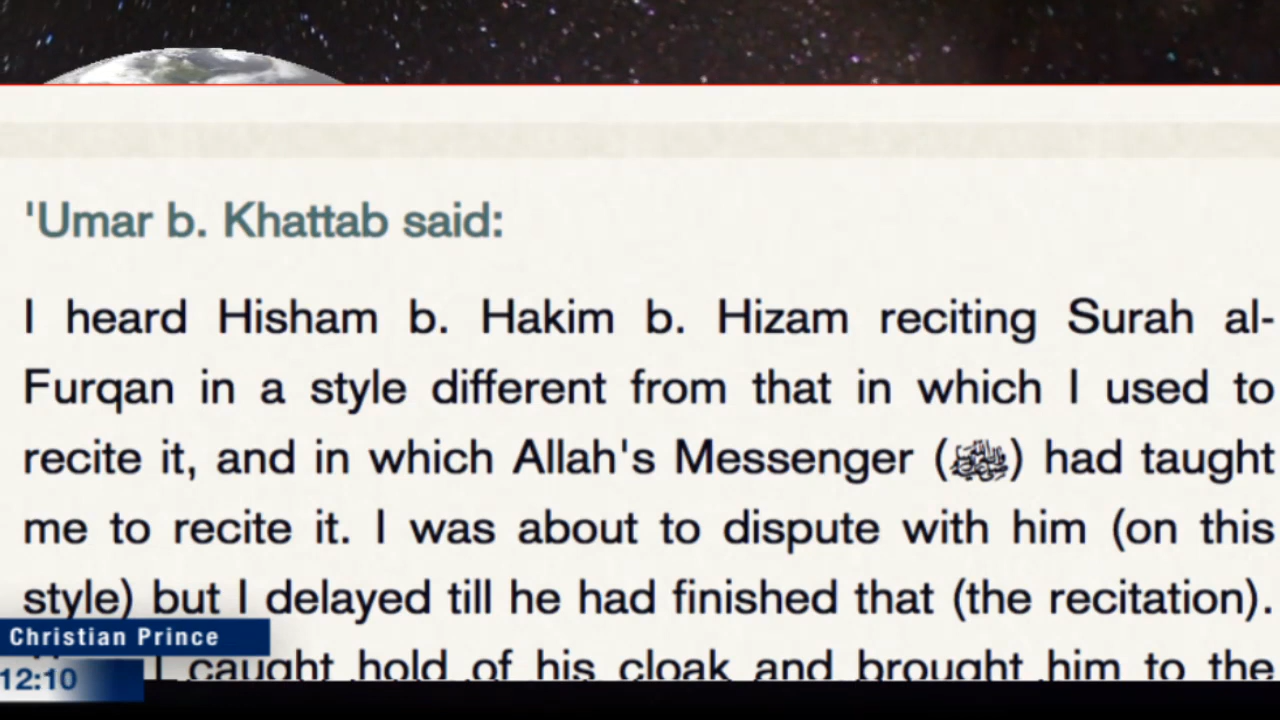 'Umar b. Khattab said:
I heard Hisham b. Hakim b. Hizam reciting Surah al-
Furqan in a style different from that in which I used to
recite it, and in which Allah's Messenger (ﷺ) had taught
me to recite it. I was about to dispute with him (on this
style) but I delayed till he had finished that (the recitation).
I caught hold of his cloak and brought him to the
Christian Prince
12:10